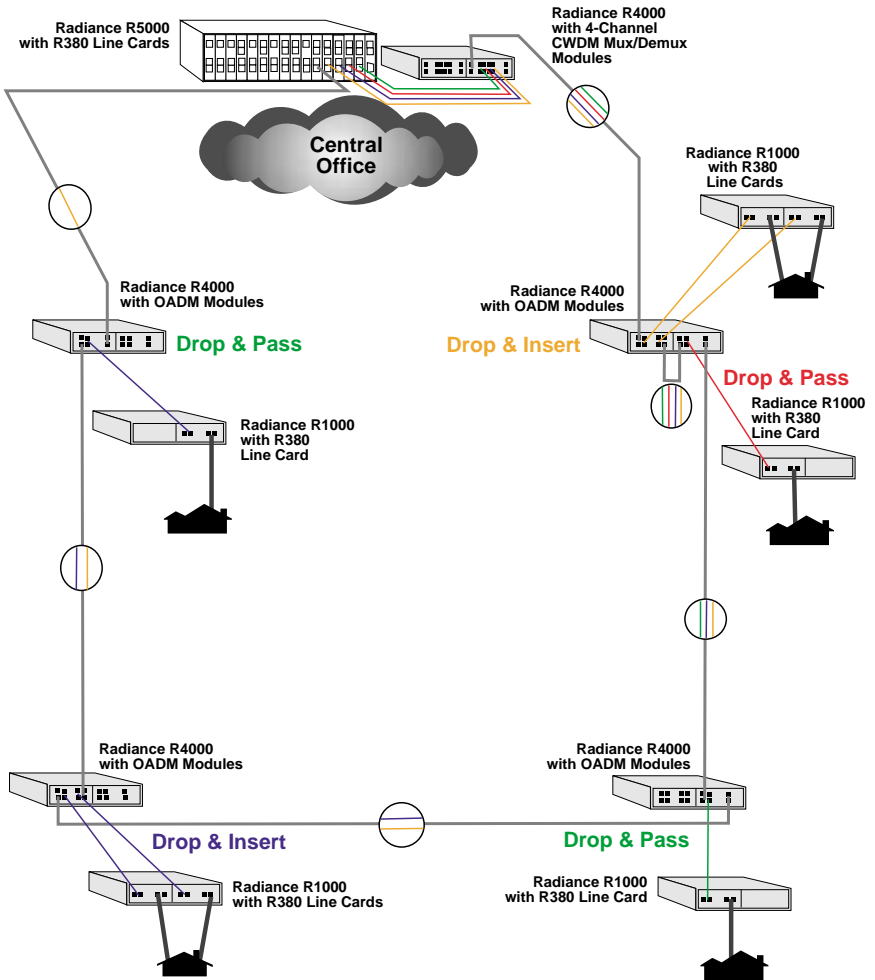 Radiance R5000
with R380 Line Cards
Radiance R4000
with 4-Channel
CWDM Mux/Demux
Modules
Central
Office
Radiance R1000
with R380
Line Cards
Radiance R4000
with OADM Modules
Drop & Pass
Radiance R4000
with OADM Modules
Drop & Insert
Drop & Pass
Radiance R1000
with R380
Line Card
Radiance R1000
with R380
Line Card
Radiance R4000
with OADM Modules
Drop & Insert
Radiance R1000
with R380 Line Cards
Radiance R4000
with OADM Modules
Drop & Pass
Radiance R1000
with R380 Line Card